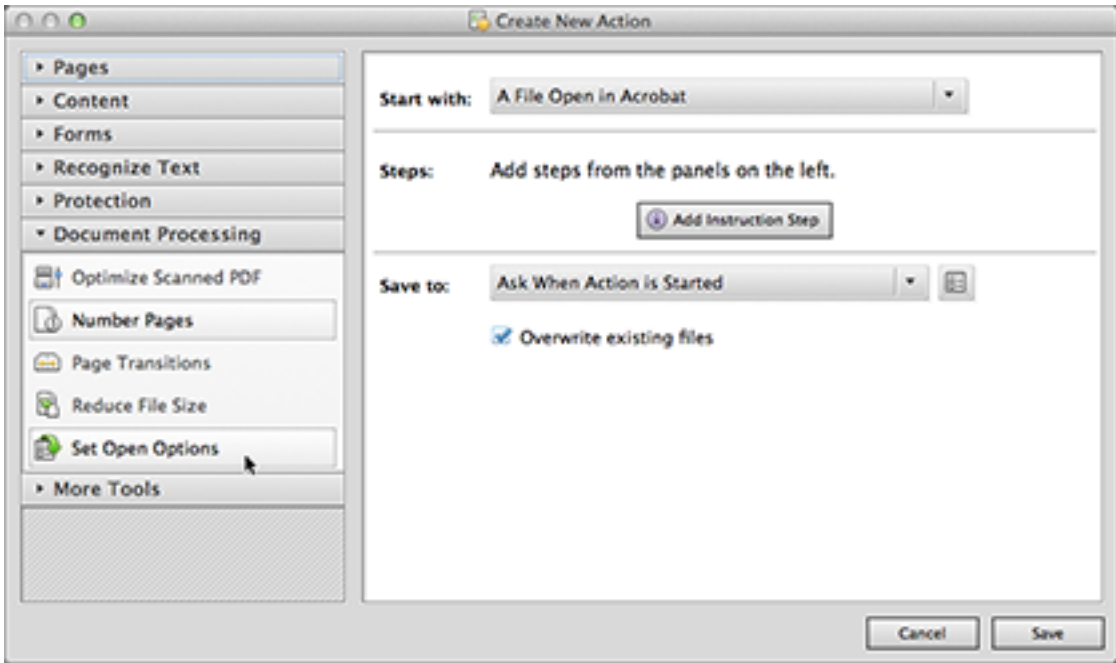 Create New Action
Pages
Content
Forms
Recognize Text
Protection
Document Processing
Optimize Scanned PDF
Number Pages
Page Transitions
Reduce File Size
Set Open Options
More Tools
Start with: A File Open in Acrobat
Steps: Add steps from the panels on the left.
Add Instruction Step
Save to: Ask When Action is Started
Overwrite existing files
Cancel Save